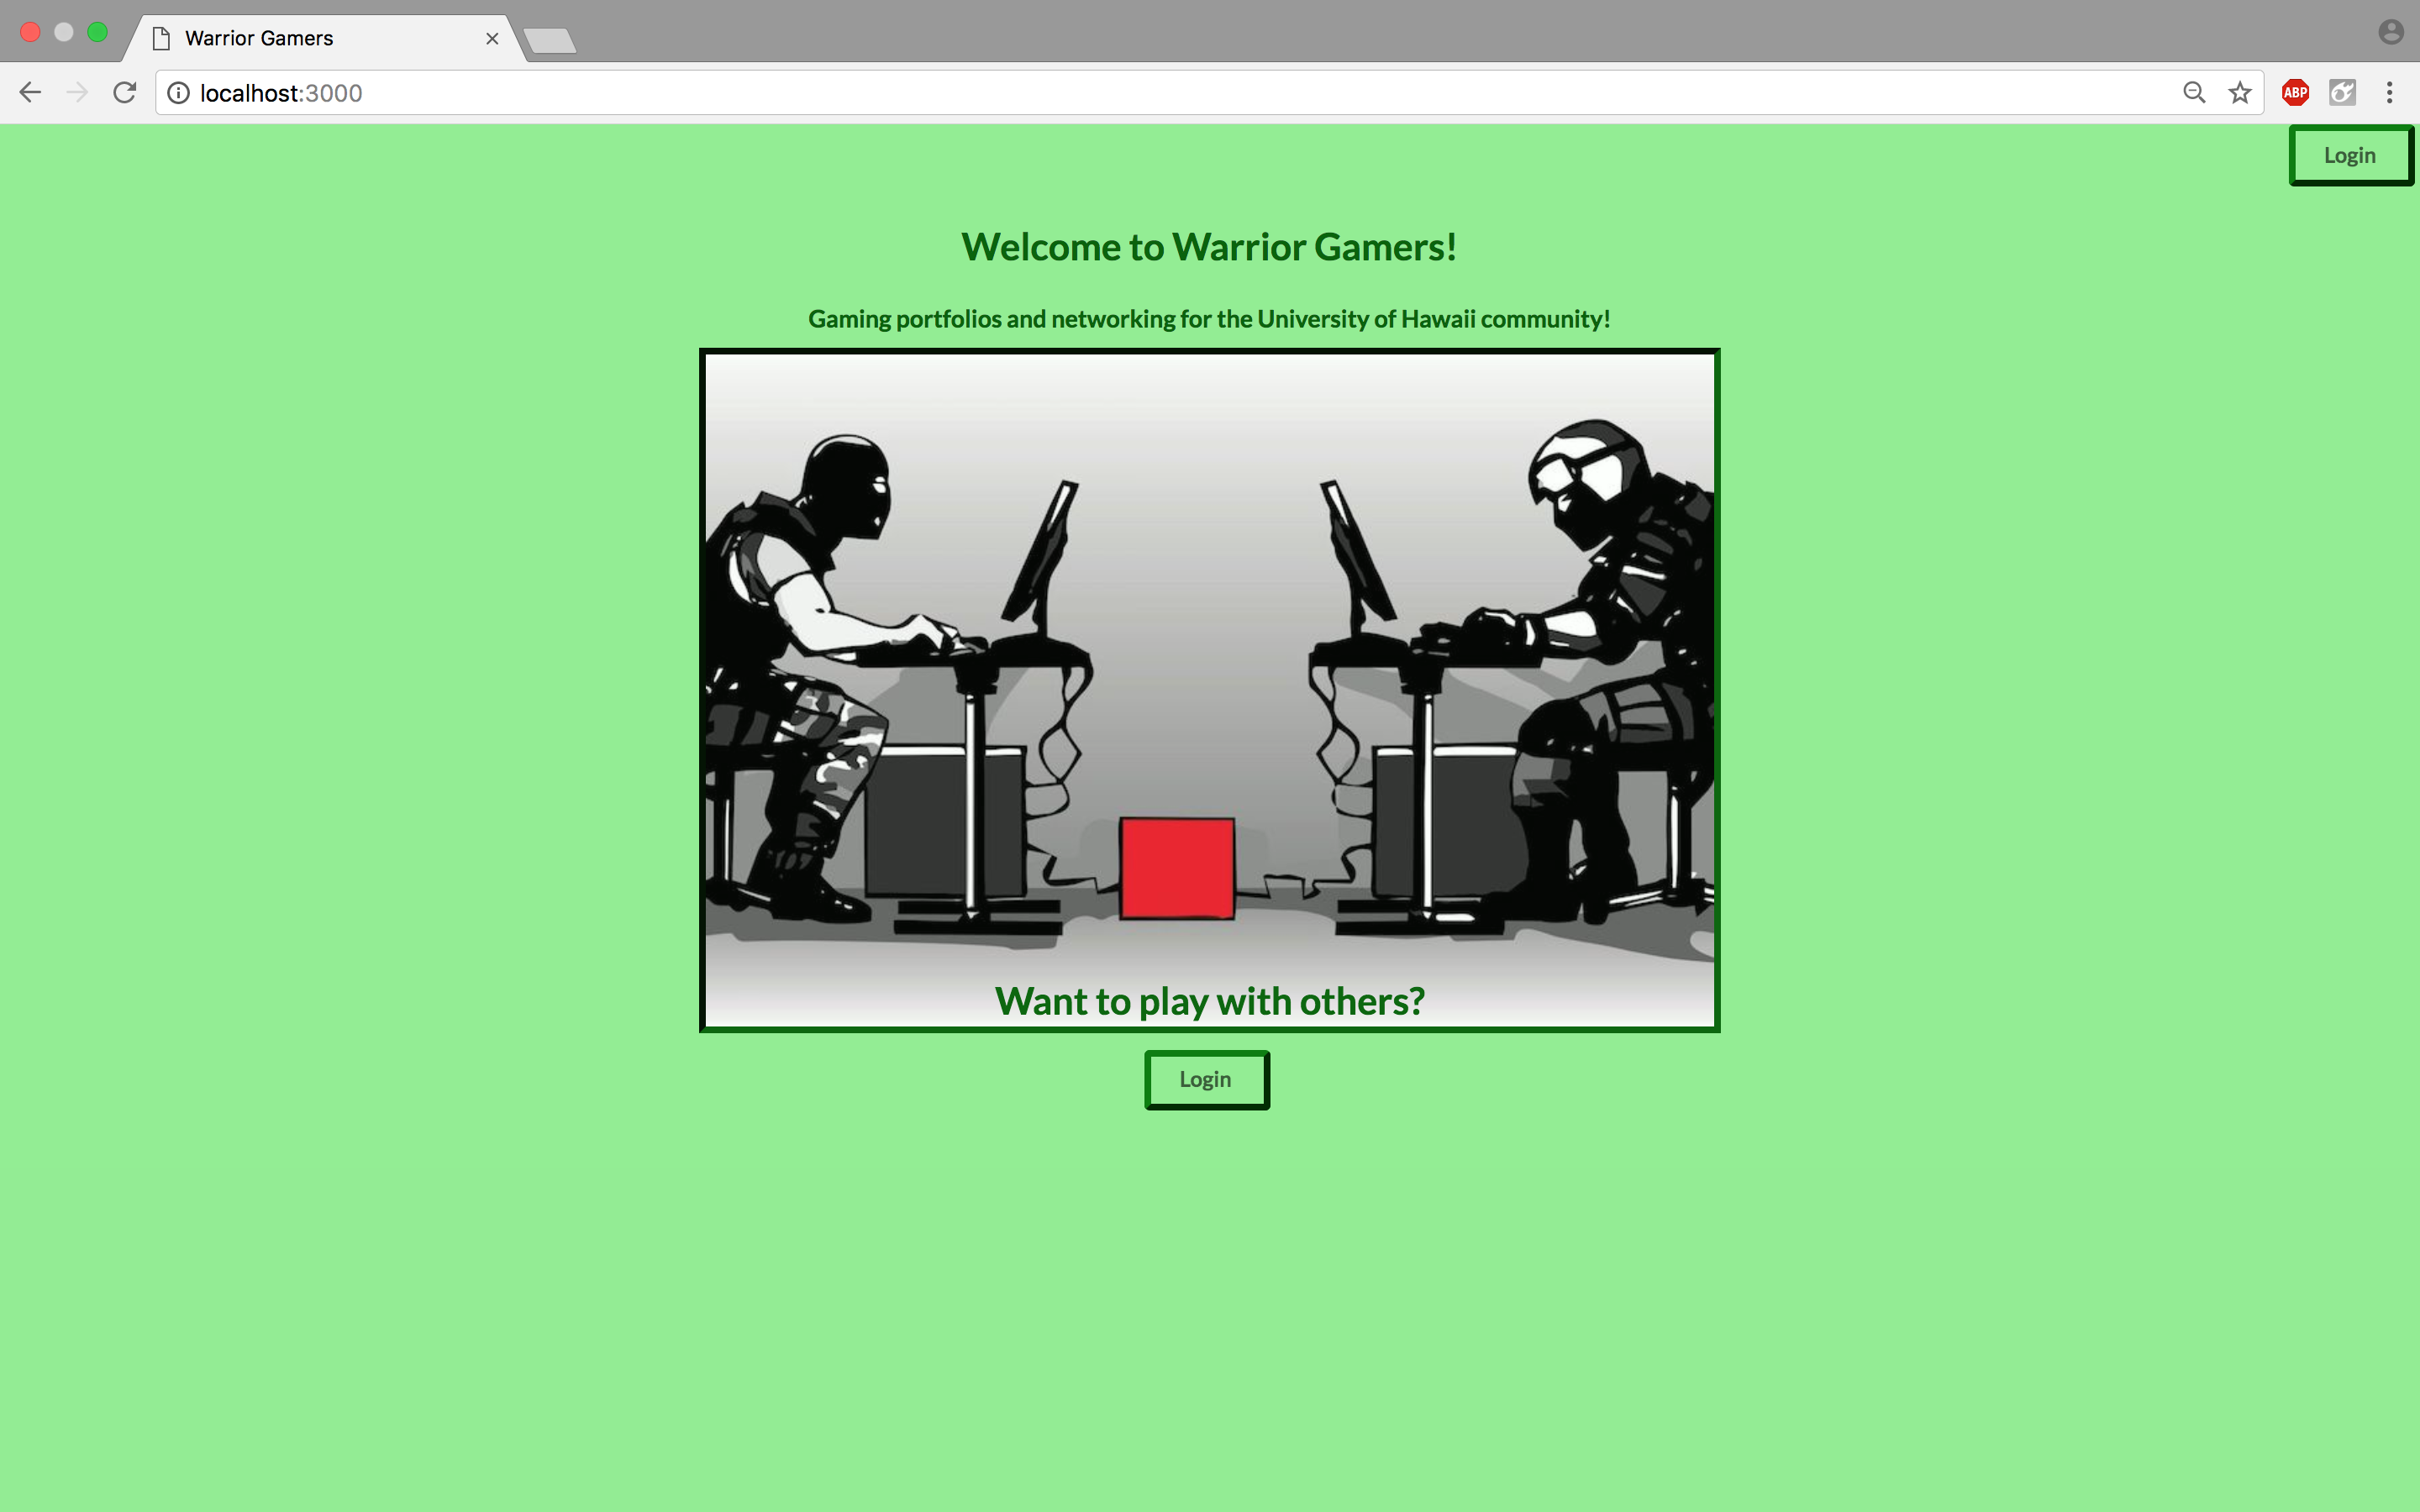 Warrior Gamers
localhost:3000
ABP
Login
Welcome to Warrior Gamers!
Gaming portfolios and networking for the University of Hawaii community!
Want to play with others?
Login